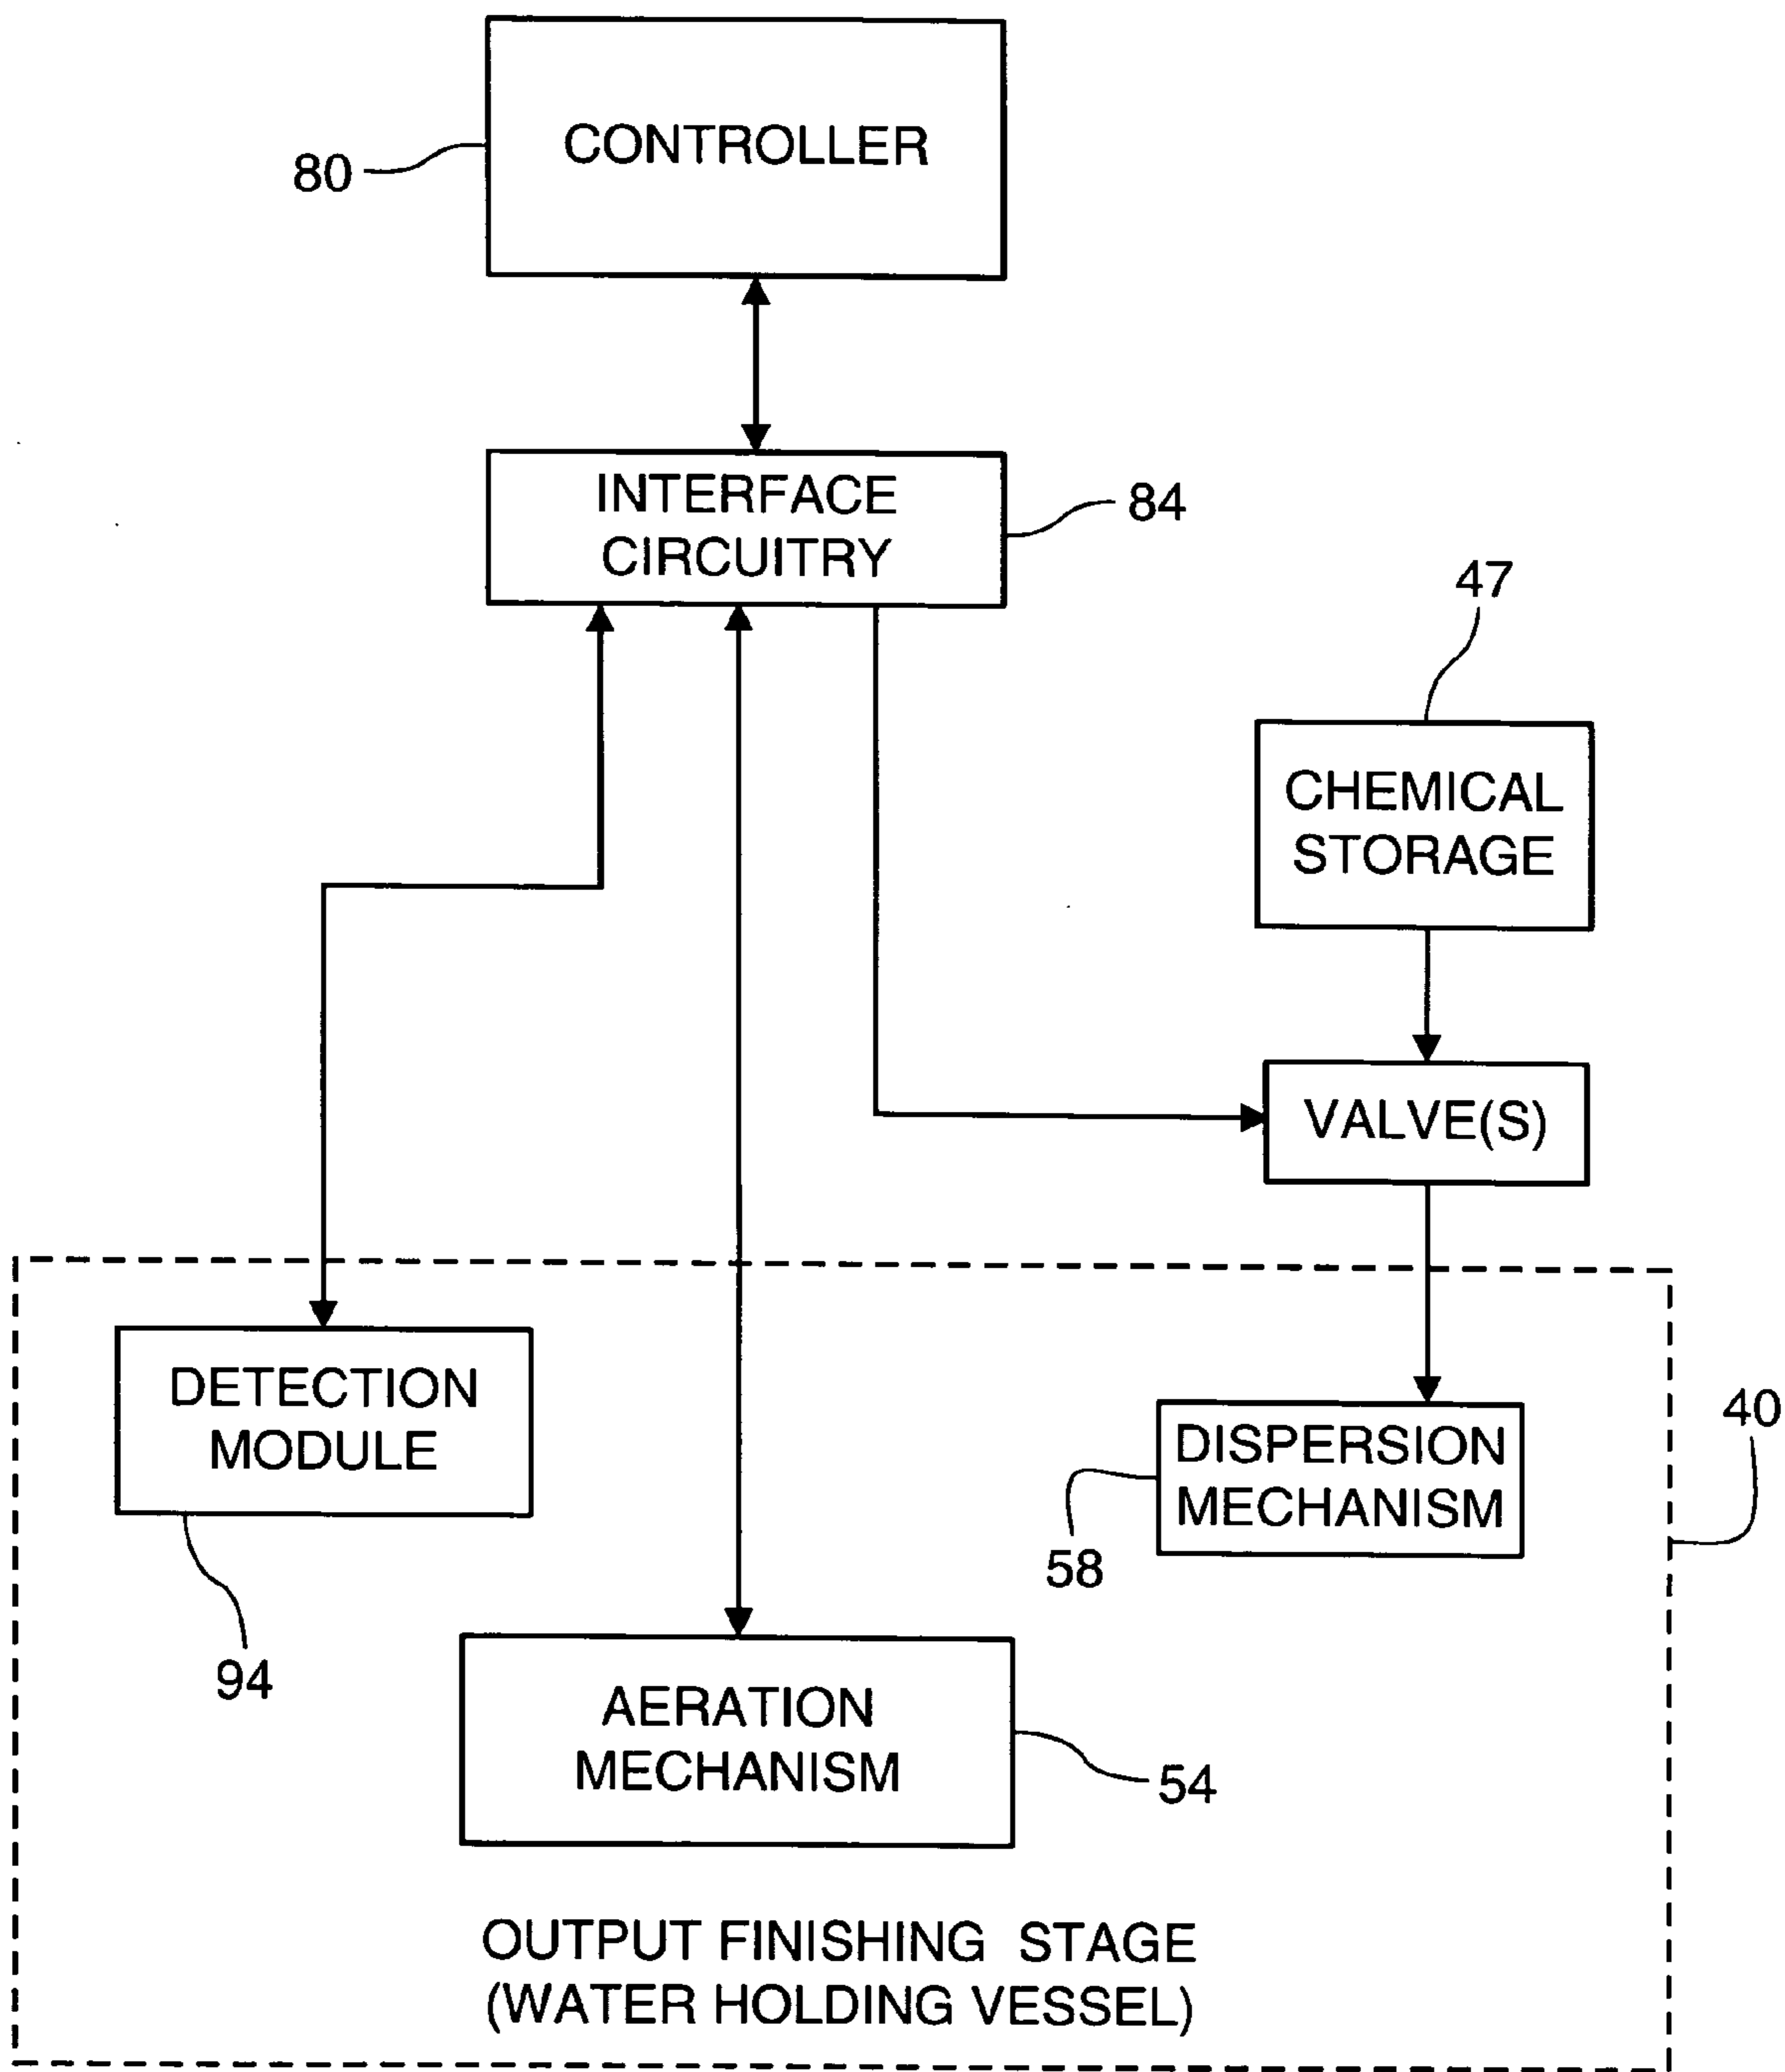 CONTROLLER
80
INTERFACE
CIRCUITRY
84
47
CHEMICAL
STORAGE
VALVE(S)
DETECTION
MODULE
94
DISPERSION
MECHANISM
58
40
AERATION
MECHANISM
54
OUTPUT FINISHING STAGE
(WATER HOLDING VESSEL)